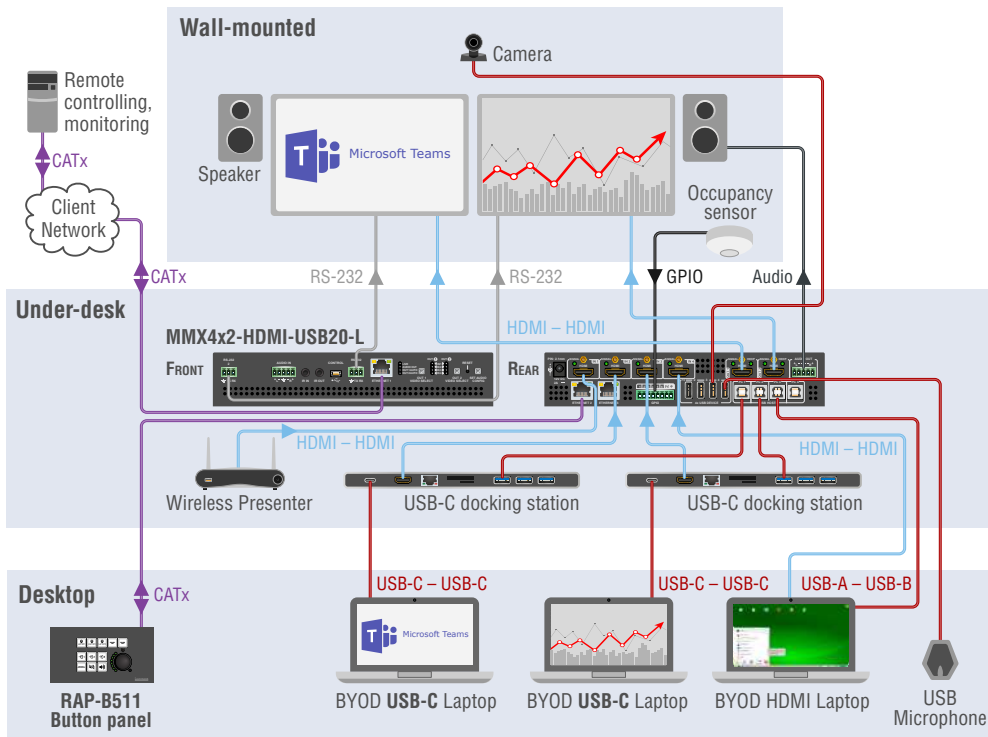 Wall-mounted
Camera
Remote
controlling,
monitoring
CATx
Speaker
Microsoft Teams
Client
Network
Occupancy
sensor
CATx
RS-232
RS-232
GPIO
Audio
Under-desk
HDMI – HDMI
MMX4x2-HDMI-USB20-L
FRONT
REAR
HDMI – HDMI
HDMI – HDMI
Wireless Presenter
USB-C docking station
USB-C docking station
Desktop
CATx
USB-C – USB-C
USB-C – USB-C
USB-A – USB-B
Microsoft Teams
RAP-B511
Button panel
BYOD USB-C Laptop
BYOD USB-C Laptop
BYOD HDMI Laptop
USB
Microphone